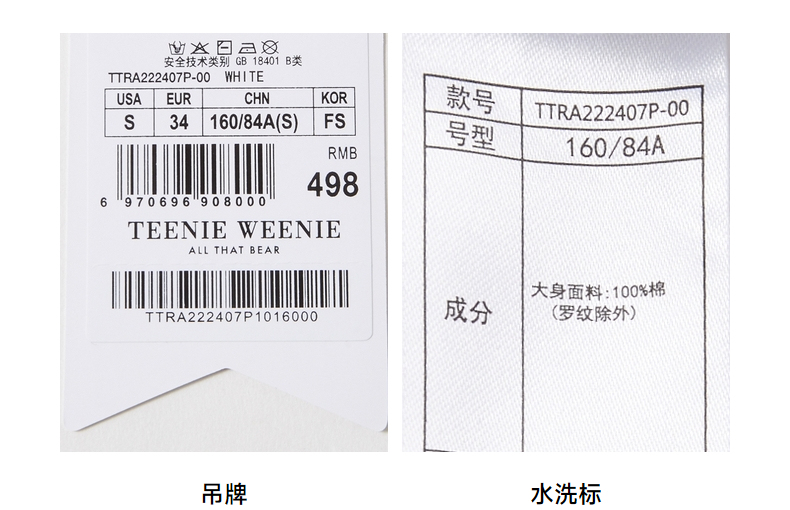 安全技术类别 GB 18401 B类
TTRA222407P-00 WHITE
USA EUR CHN KOR
S 34 160/84A(S) FS
RMB
498
6 970696 908000
TEENIE WEENIE
ALL THAT BEAR
TTRA222407P1016000
吊牌
款号 TTRA222407P-00
号型 160/84A
成分 大身面料:100%棉
(罗纹除外)
水洗标